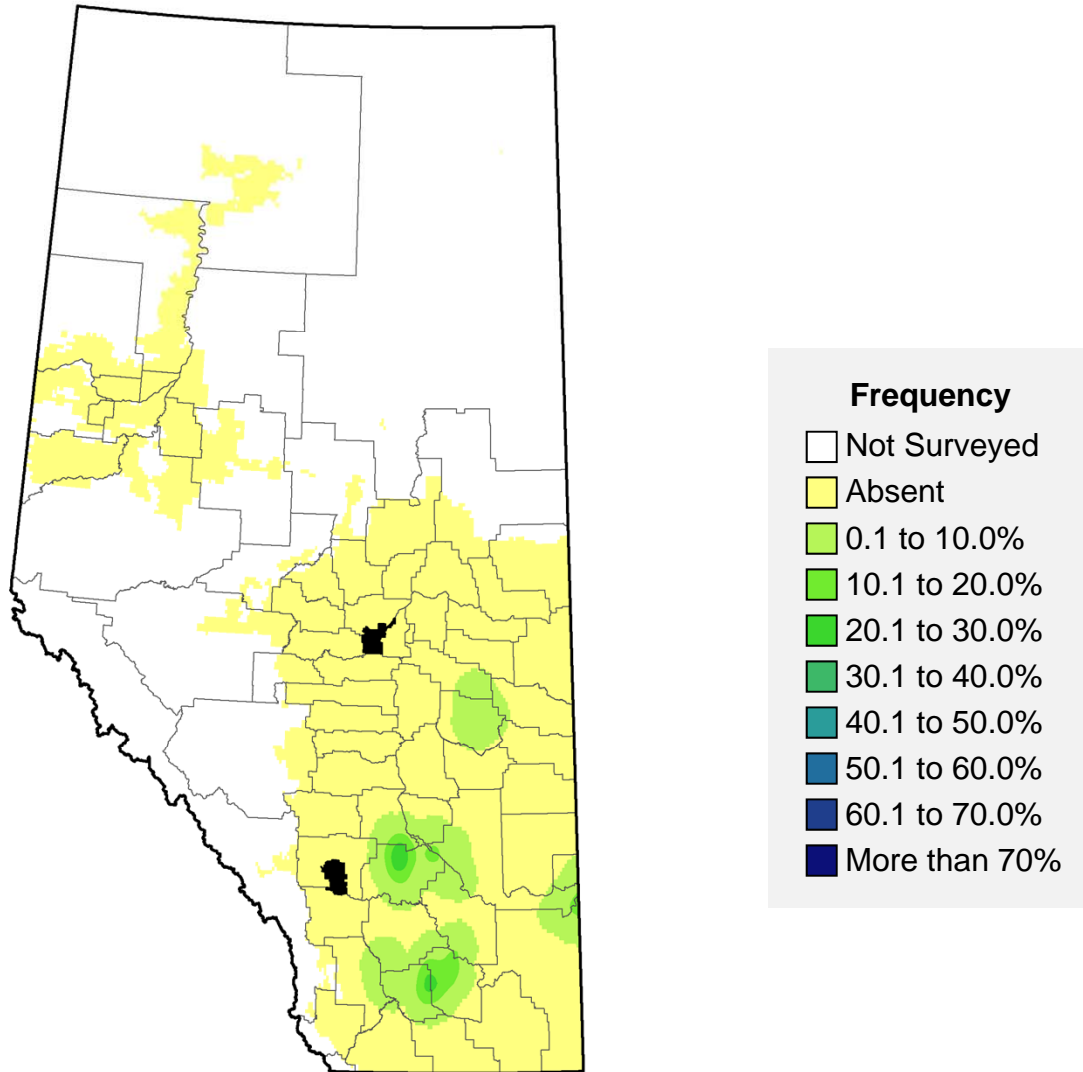 Frequency
Not Surveyed
Absent
0.1 to 10.0%
10.1 to 20.0%
20.1 to 30.0%
30.1 to 40.0%
40.1 to 50.0%
50.1 to 60.0%
60.1 to 70.0%
More than 70%